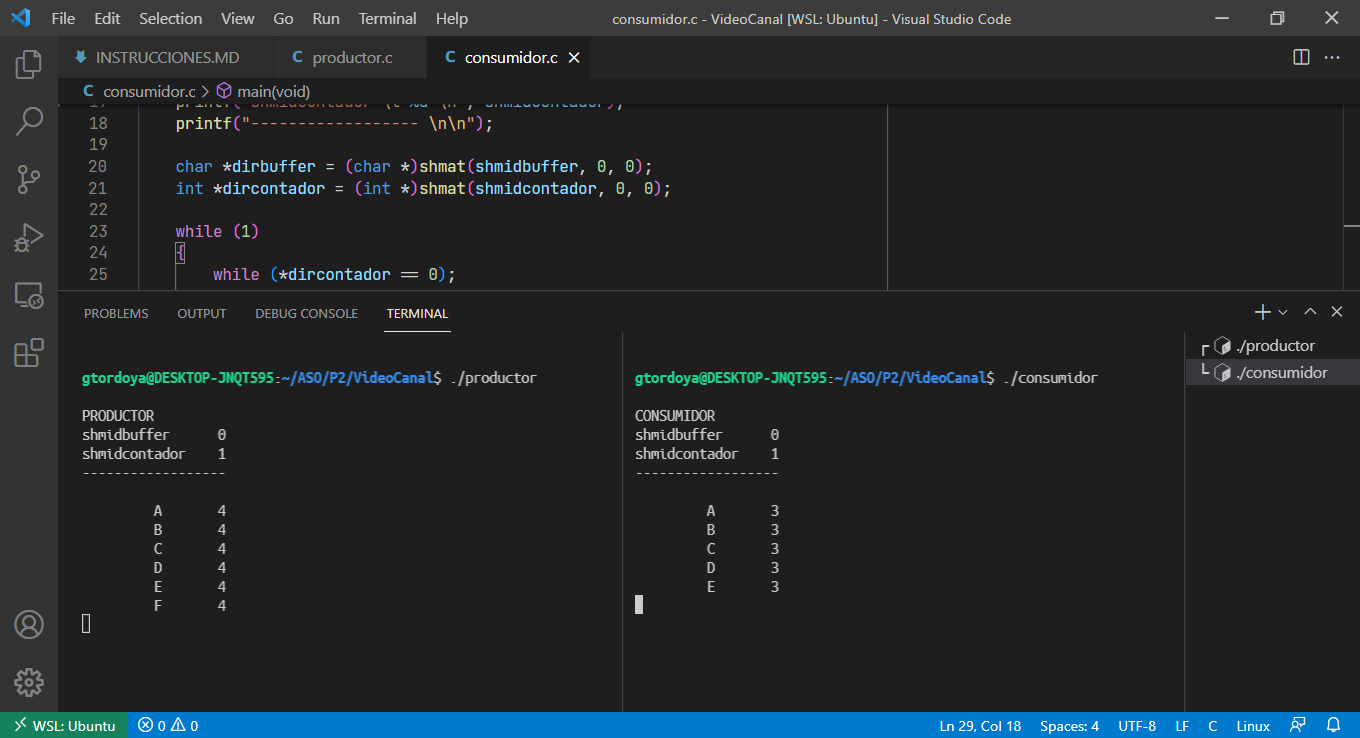 File Edit Selection View Go Run Terminal Help consumidor.c - VideoCanal [WSL: Ubuntu] - Visual Studio Code
INSTRUCCIONES.MD C productor.c C consumidor.c
C consumidor.c > main(void)
18 printf("------------------ \n\n");
19
20 char *dirbuffer = (char *)shmat(shmidbuffer, 0, 0);
21 int *dircontador = (int *)shmat(shmidcontador, 0, 0);
22
23 while (1)
24 {
25 while (*dircontador == 0);
PROBLEMS OUTPUT DEBUG CONSOLE TERMINAL
gtordoya@DESKTOP-JNQT595:~/ASO/P2/VideoCanal$ ./productor
PRODUCTOR
shmidbuffer 0
shmidcontador 1
------------------
A 4
B 4
C 4
D 4
E 4
F 4
gtordoya@DESKTOP-JNQT595:~/ASO/P2/VideoCanal$ ./consumidor
CONSUMIDOR
shmidbuffer 0
shmidcontador 1
------------------
A 3
B 3
C 3
D 3
E 3
./productor
./consumidor
WSL: Ubuntu 0 0 Ln 29, Col 18 Spaces: 4 UTF-8 LF C Linux